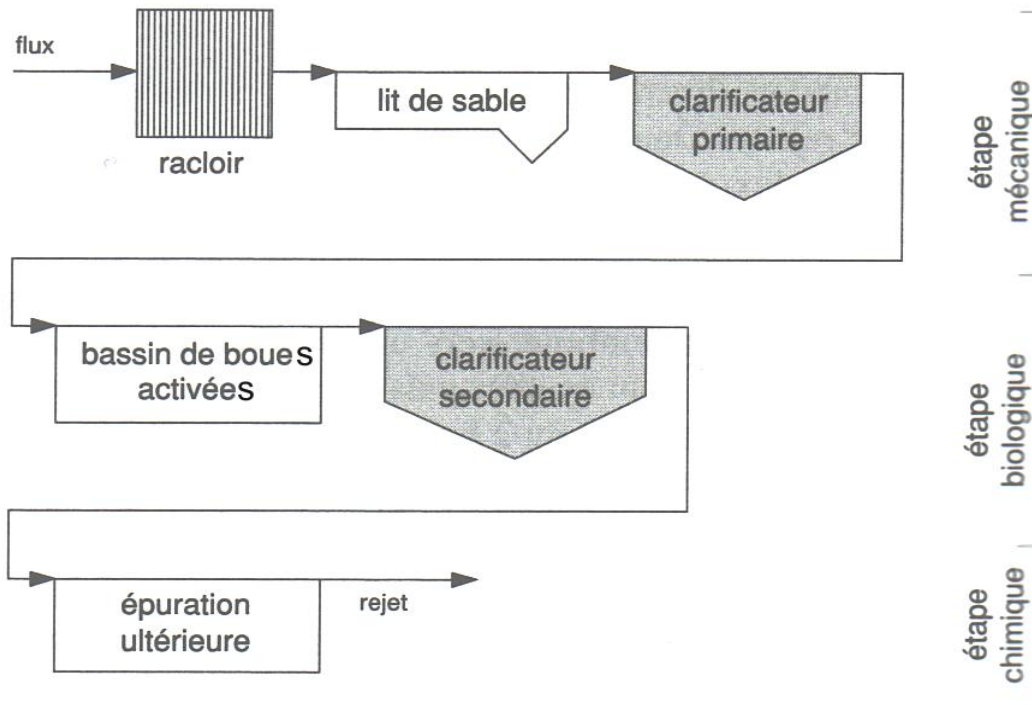 flux
racloir
lit de sable
clarificateur
primaire
étape
mécanique
bassin de boues
activées
clarificateur
secondaire
étape
biologique
épuration
ultérieure
rejet
étape
chimique